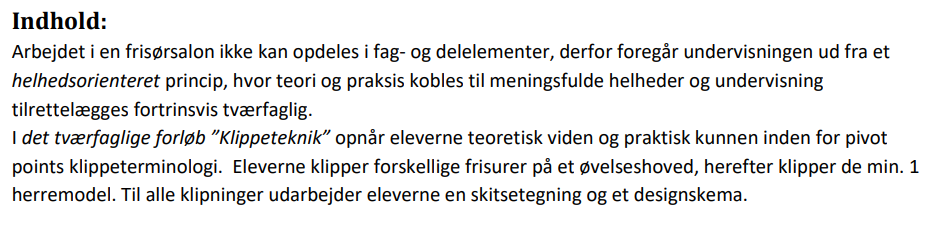 Indhold:
Arbejdet i en frisørsalon ikke kan opdeles i fag- og delelementer, derfor foregår undervisningen ud fra et
helhedsorienteret princip, hvor teori og praksis kobles til meningsfulde helheder og undervisning
tilrettelægges fortrinsvis tværfaglig.
I det tværfaglige forløb ”Klippeteknik” opnår eleverne teoretisk viden og praktisk kunnen inden for pivot
points klippeterminologi.  Eleverne klipper forskellige frisurer på et øvelseshoved, herefter klipper de min. 1
herremodel. Til alle klipninger udarbejder eleverne en skitsetegning og et designskema.